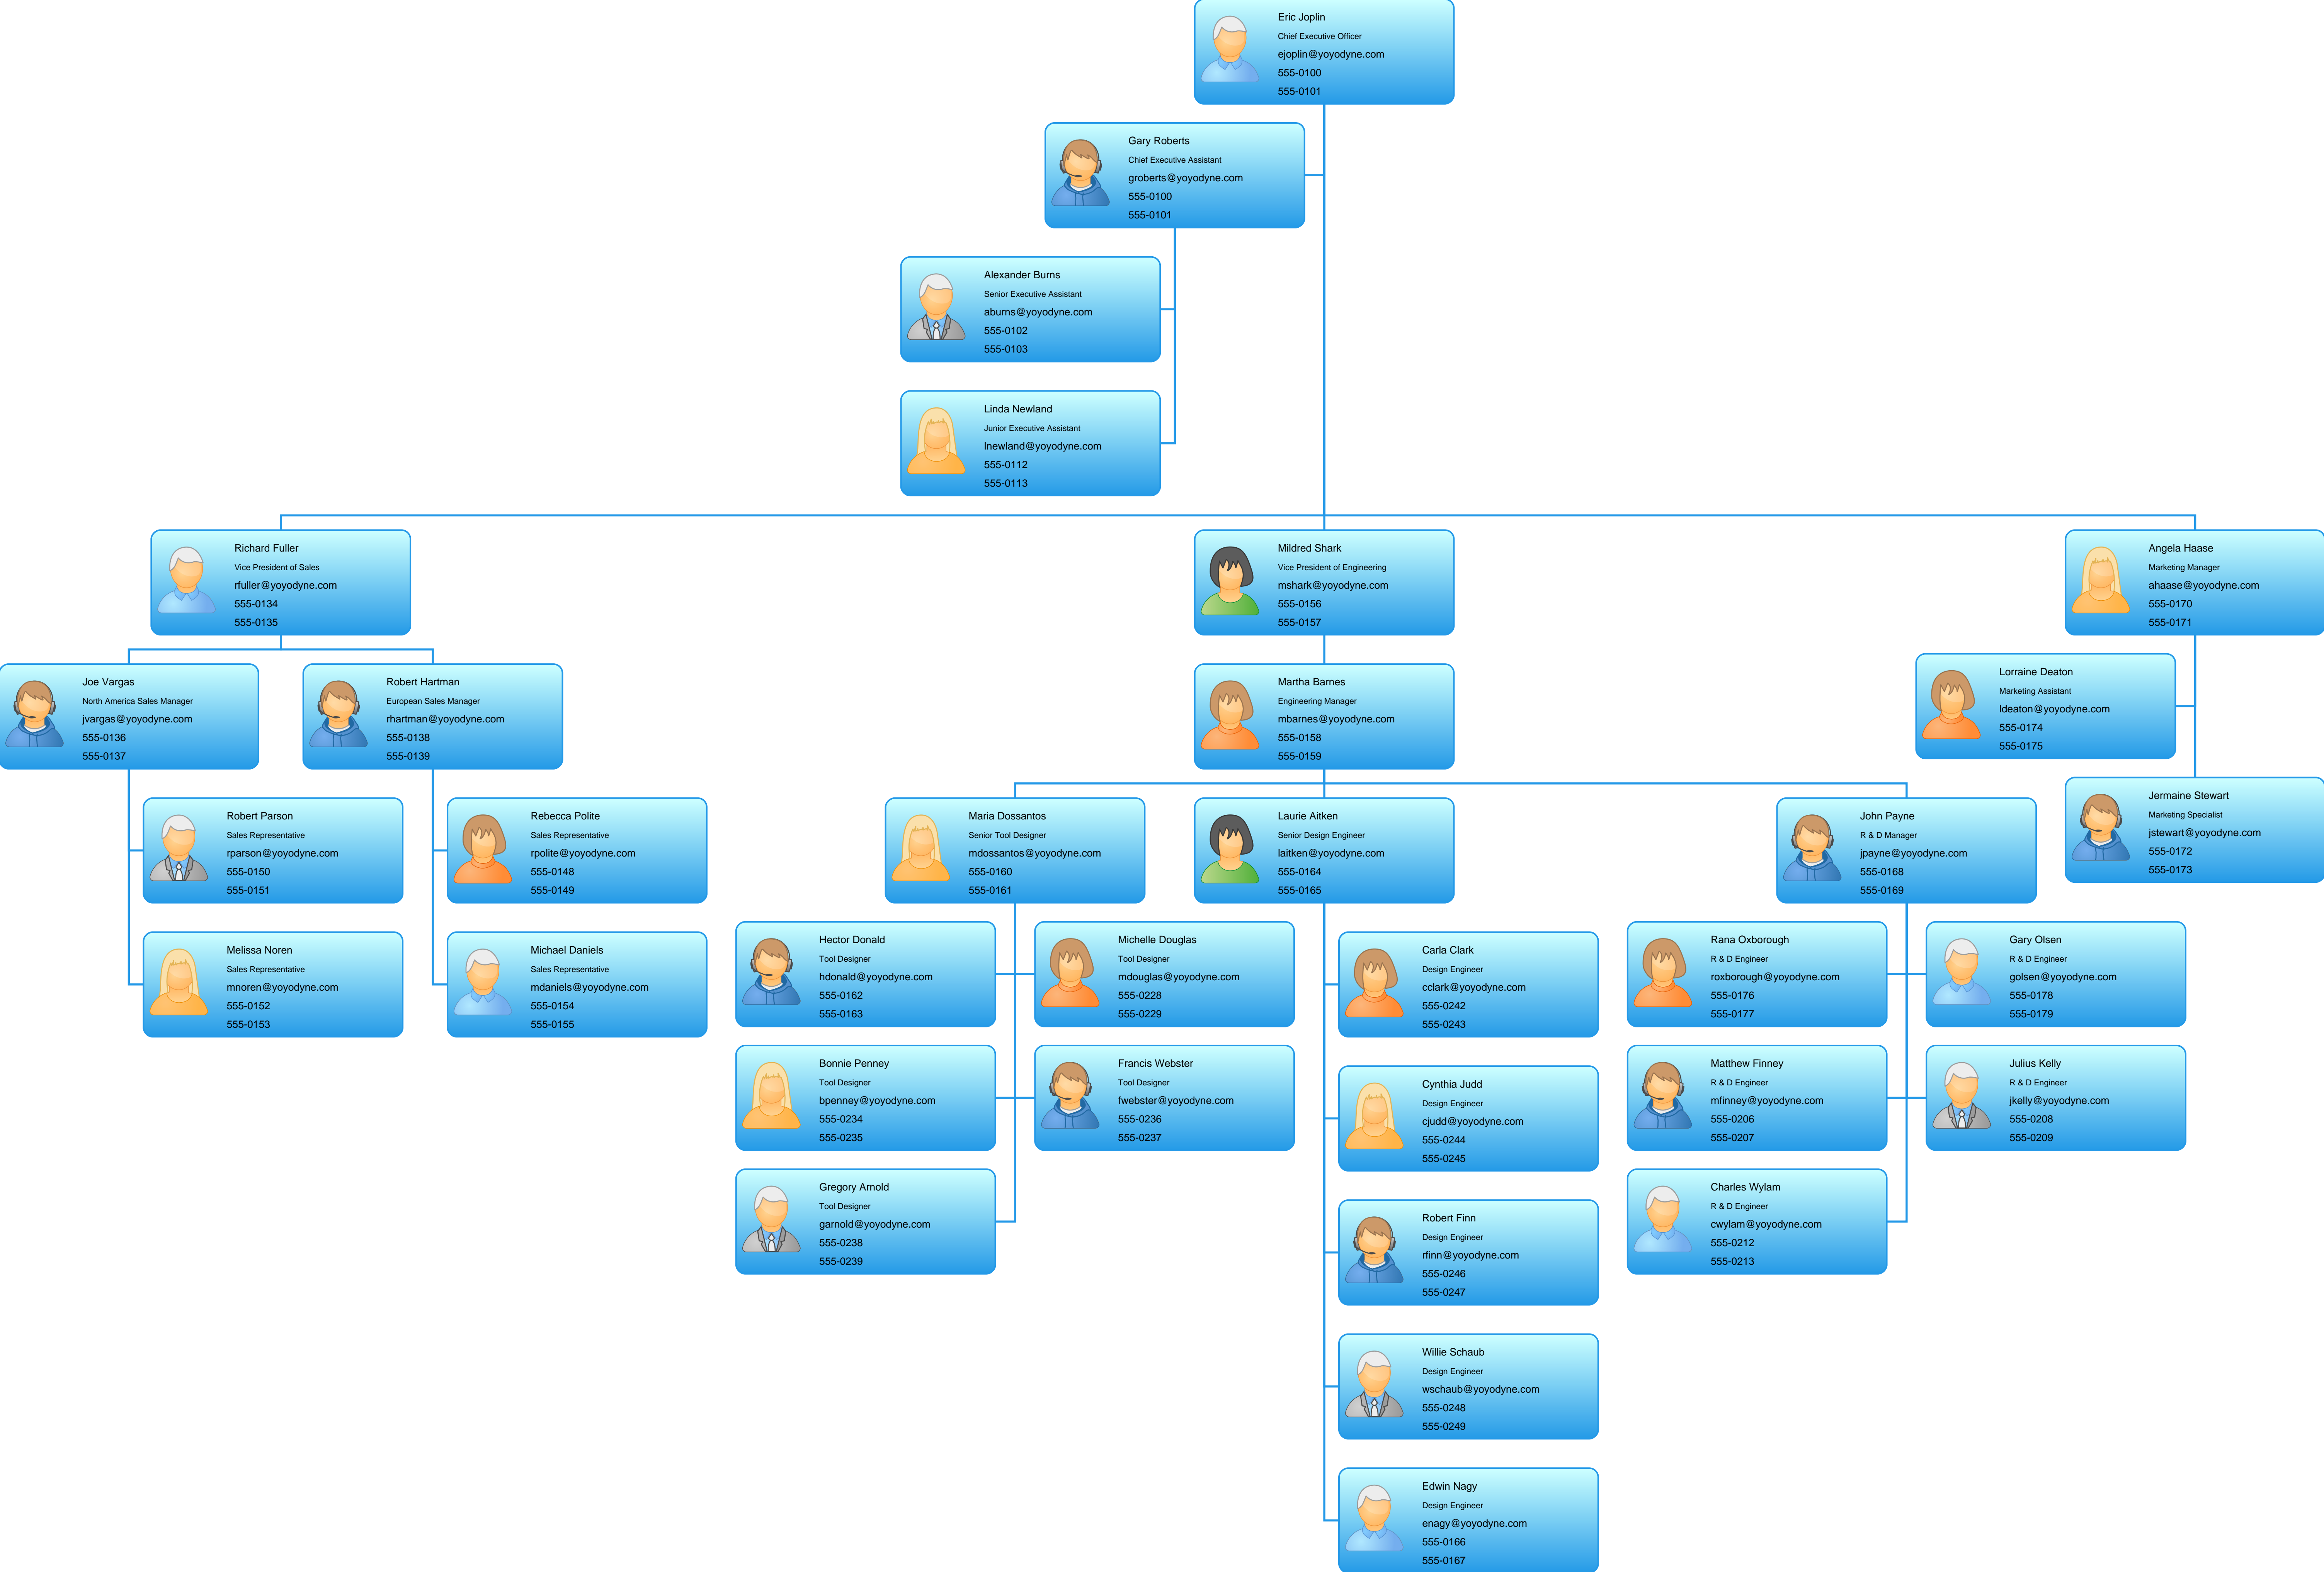 Eric Joplin
Chief Executive Officer
ejoplin@yoyodyne.com
555-0100
555-0101
Gary Roberts
Chief Executive Assistant
groberts@yoyodyne.com
555-0100
555-0101
Alexander Burns
Senior Executive Assistant
aburns@yoyodyne.com
555-0102
555-0103
Linda Newland
Junior Executive Assistant
lnewland@yoyodyne.com
555-0112
555-0113
Richard Fuller
Vice President of Sales
rfuller@yoyodyne.com
555-0134
555-0135
Mildred Shark
Vice President of Engineering
mshark@yoyodyne.com
555-0156
555-0157
Angela Haase
Marketing Manager
ahaase@yoyodyne.com
555-0170
555-0171
Joe Vargas
North America Sales Manager
jvargas@yoyodyne.com
555-0136
555-0137
Robert Hartman
European Sales Manager
rhartman@yoyodyne.com
555-0138
555-0139
Martha Barnes
Engineering Manager
mbarnes@yoyodyne.com
555-0158
555-0159
Lorraine Deaton
Marketing Assistant
ldeaton@yoyodyne.com
555-0174
555-0175
Jermaine Stewart
Marketing Specialist
jstewart@yoyodyne.com
555-0172
555-0173
Robert Parson
Sales Representative
rparson@yoyodyne.com
555-0150
555-0151
Rebecca Polite
Sales Representative
rpolite@yoyodyne.com
555-0148
555-0149
Maria Dossantos
Senior Tool Designer
mdossantos@yoyodyne.com
555-0160
555-0161
Laurie Aitken
Senior Design Engineer
laitken@yoyodyne.com
555-0164
555-0165
John Payne
R & D Manager
jpayne@yoyodyne.com
555-0168
555-0169
Melissa Noren
Sales Representative
mnoren@yoyodyne.com
555-0152
555-0153
Michael Daniels
Sales Representative
mdaniels@yoyodyne.com
555-0154
555-0155
Hector Donald
Tool Designer
hdonald@yoyodyne.com
555-0162
555-0163
Michelle Douglas
Tool Designer
mdouglas@yoyodyne.com
555-0228
555-0229
Carla Clark
Design Engineer
cclark@yoyodyne.com
555-0242
555-0243
Rana Oxborough
R & D Engineer
roxborough@yoyodyne.com
555-0176
555-0177
Gary Olsen
R & D Engineer
golsen@yoyodyne.com
555-0178
555-0179
Bonnie Penney
Tool Designer
bpenney@yoyodyne.com
555-0234
555-0235
Francis Webster
Tool Designer
fwebster@yoyodyne.com
555-0236
555-0237
Cynthia Judd
Design Engineer
cjudd@yoyodyne.com
555-0244
555-0245
Matthew Finney
R & D Engineer
mfinney@yoyodyne.com
555-0206
555-0207
Julius Kelly
R & D Engineer
jkelly@yoyodyne.com
555-0208
555-0209
Gregory Arnold
Tool Designer
garnold@yoyodyne.com
555-0238
555-0239
Robert Finn
Design Engineer
rfinn@yoyodyne.com
555-0246
555-0247
Charles Wylam
R & D Engineer
cwylam@yoyodyne.com
555-0212
555-0213
Willie Schaub
Design Engineer
wschaub@yoyodyne.com
555-0248
555-0249
Edwin Nagy
Design Engineer
enagy@yoyodyne.com
555-0166
555-0167